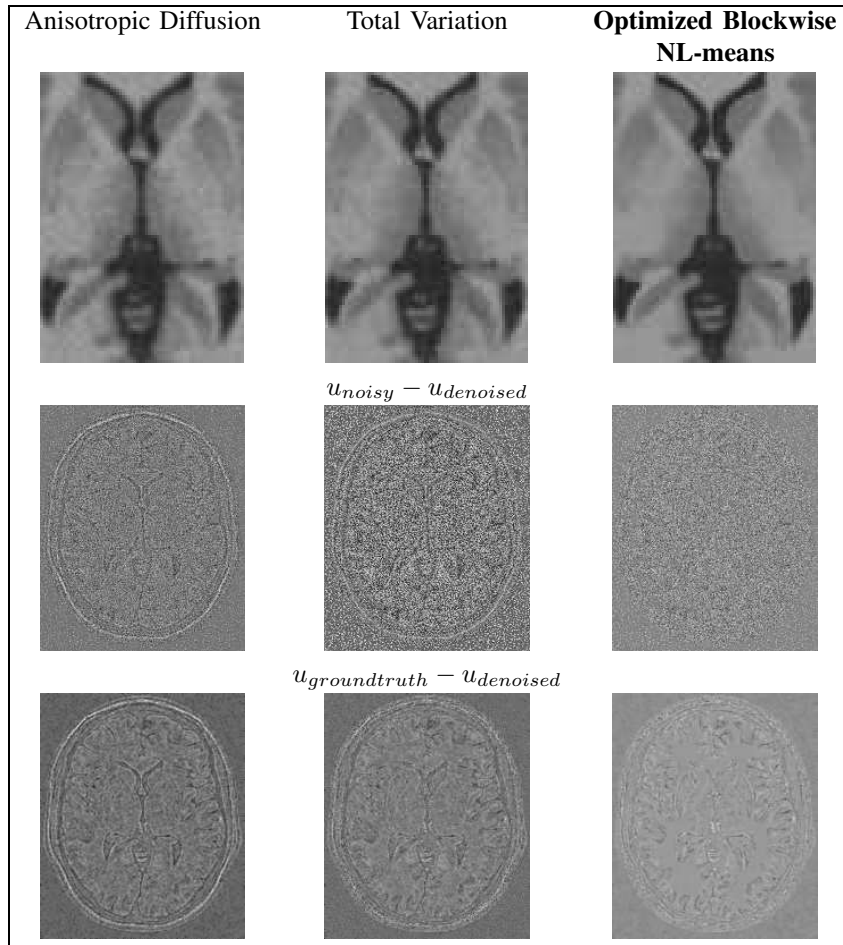 Anisotropic Diffusion
Total Variation
Optimized Blockwise
NL-means
u_{noisy} − u_{denoised}
u_{groundtruth} − u_{denoised}